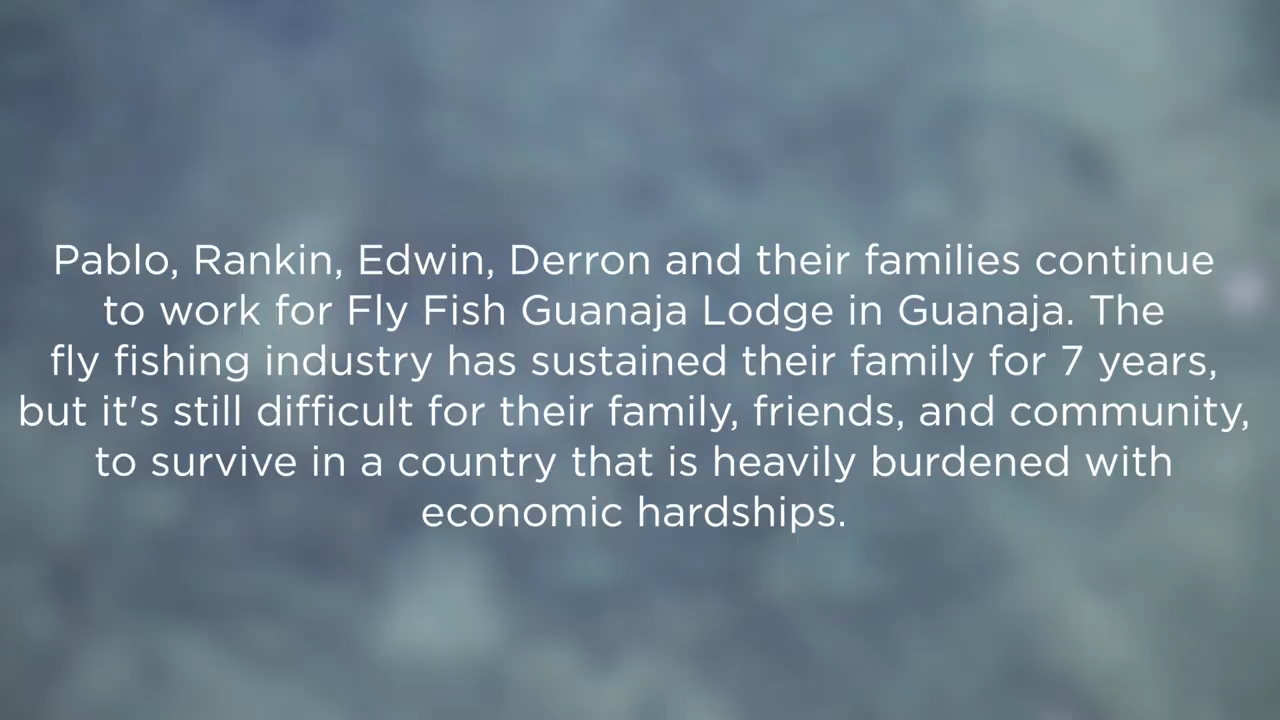 Pablo, Rankin, Edwin, Derron and their families continue
to work for Fly Fish Guanaja Lodge in Guanaja. The
fly fishing industry has sustained their family for 7 years,
but it's still difficult for their family, friends, and community,
to survive in a country that is heavily burdened with
economic hardships.